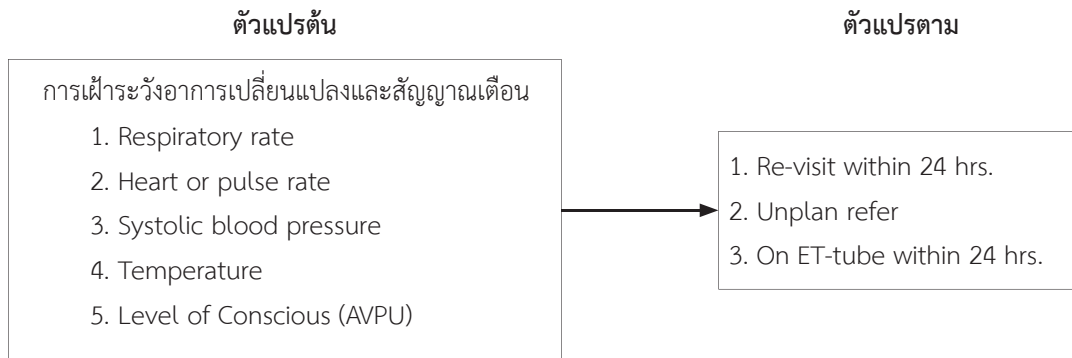 ตัวแปรต้น
ตัวแปรตาม
การเฝ้าระวังอาการเปลี่ยนแปลงและสัญญาณเตือน
1. Respiratory rate
2. Heart or pulse rate
3. Systolic blood pressure
4. Temperature
5. Level of Conscious (AVPU)
1. Re-visit within 24 hrs.
2. Unplan refer
3. On ET-tube within 24 hrs.